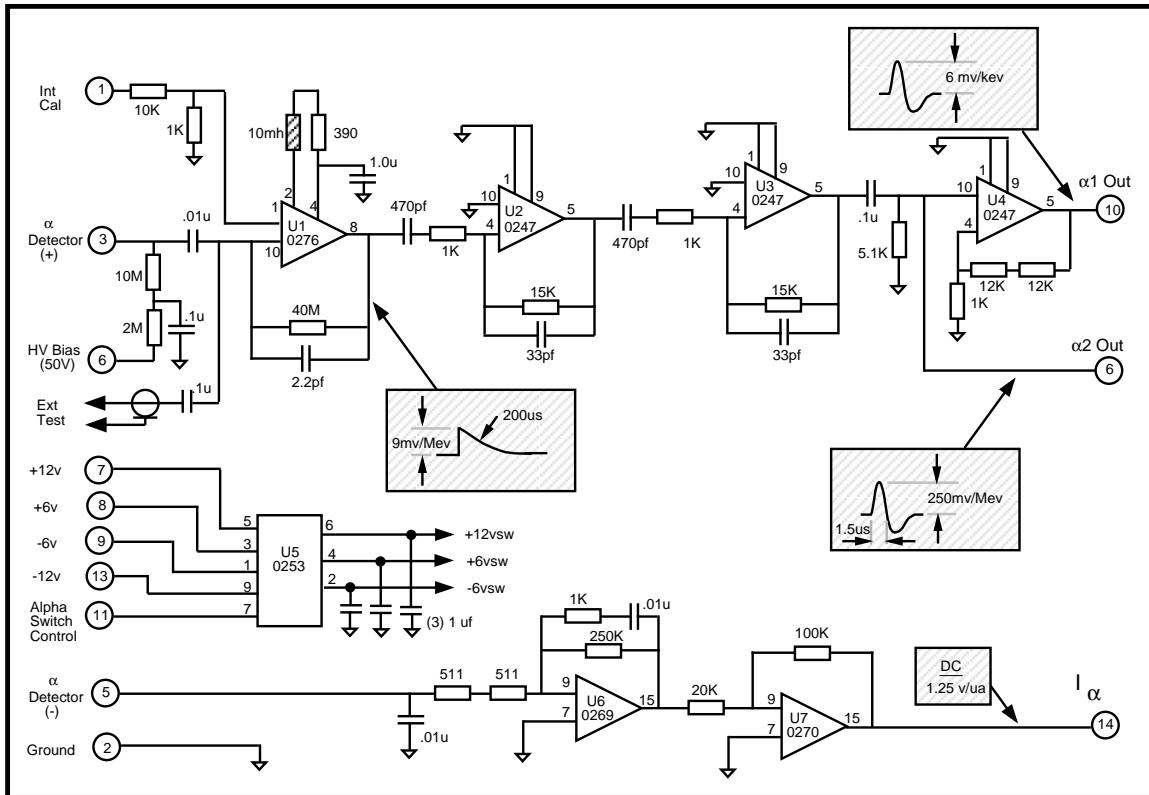 Int
Cal
1
10K
1K
10mh
390
1.0u
2
4
1
U1
0276
10
8
α
Detector
(+)
3
.01u
10M
2M
.1u
HV Bias
(50V)
6
Ext
Test
.1u
40M
2.2pf
470pf
1K
1
9
10
U2
0247
4
5
15K
33pf
470pf
1K
1
9
10
U3
0247
4
5
15K
33pf
.1u
5.1K
1
9
10
U4
0247
4
5
12K
12K
1K
6 mv/kev
α1 Out
10
α2 Out
6
9mv/Mev
200us
250mv/Mev
1.5us
+12v
7
+6v
8
-6v
9
-12v
13
Alpha
Switch
Control
11
5
3
1
9
7
U5
0253
6
4
2
+12vsw
+6vsw
-6vsw
(3) 1 uf
α
Detector
(-)
5
511
511
.01u
1K
.01u
250K
9
7
U6
0269
15
20K
100K
9
7
U7
0270
15
DC
1.25 v/ua
I α
14
Ground
2